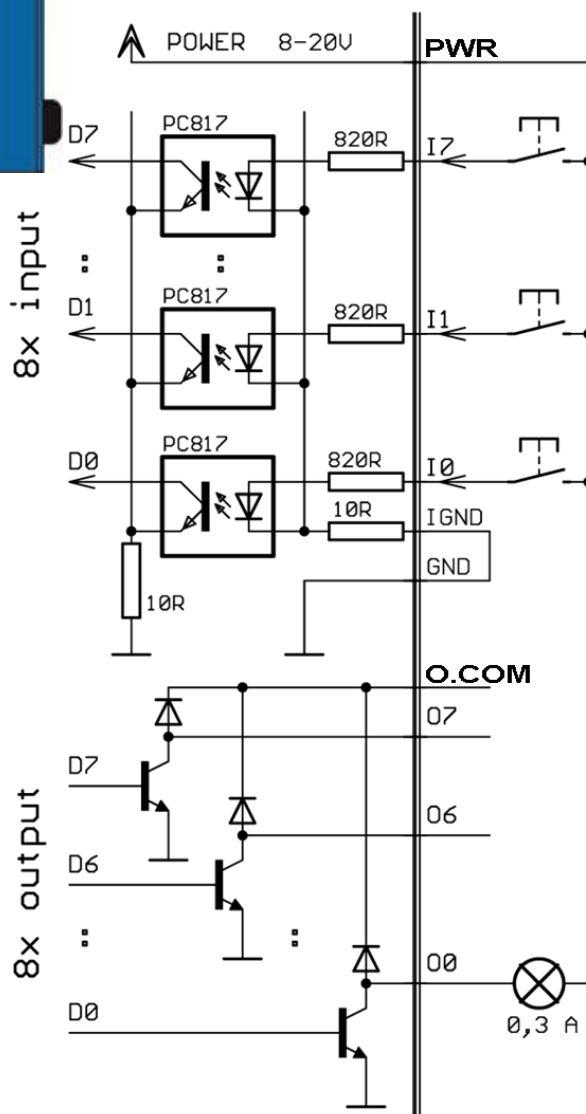 POWER 8-20V
PWR
PC817
D7
820R
I7
8x input
PC817
D1
820R
I1
PC817
D0
820R
I0
10R
IGND
GND
10R
O.COM
O7
D7
O6
D6
8x output
O0
D0
0,3 A